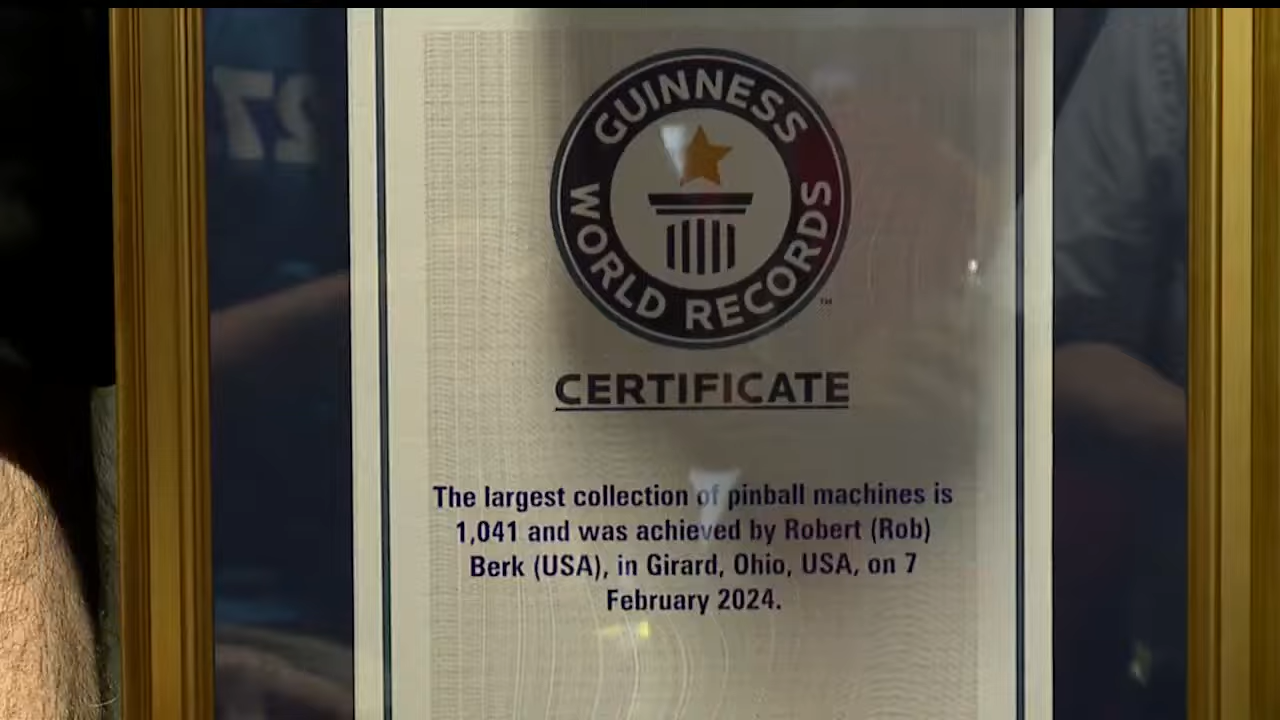 GUINNESS
WORLD RECORDS
™
CERTIFICATE
The largest collection of pinball machines is
1,041 and was achieved by Robert (Rob)
Berk (USA), in Girard, Ohio, USA, on 7
February 2024.